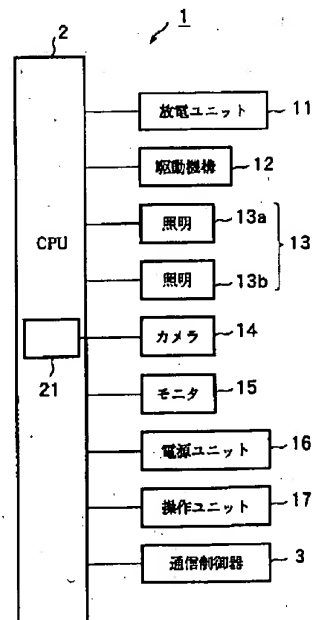 1
2
放電ユニット 11
駆動機構 12
照明 13a
13
CPU
照明 13b
カメラ 14
21
モニタ 15
電源ユニット 16
操作ユニット 17
通信制御器 3